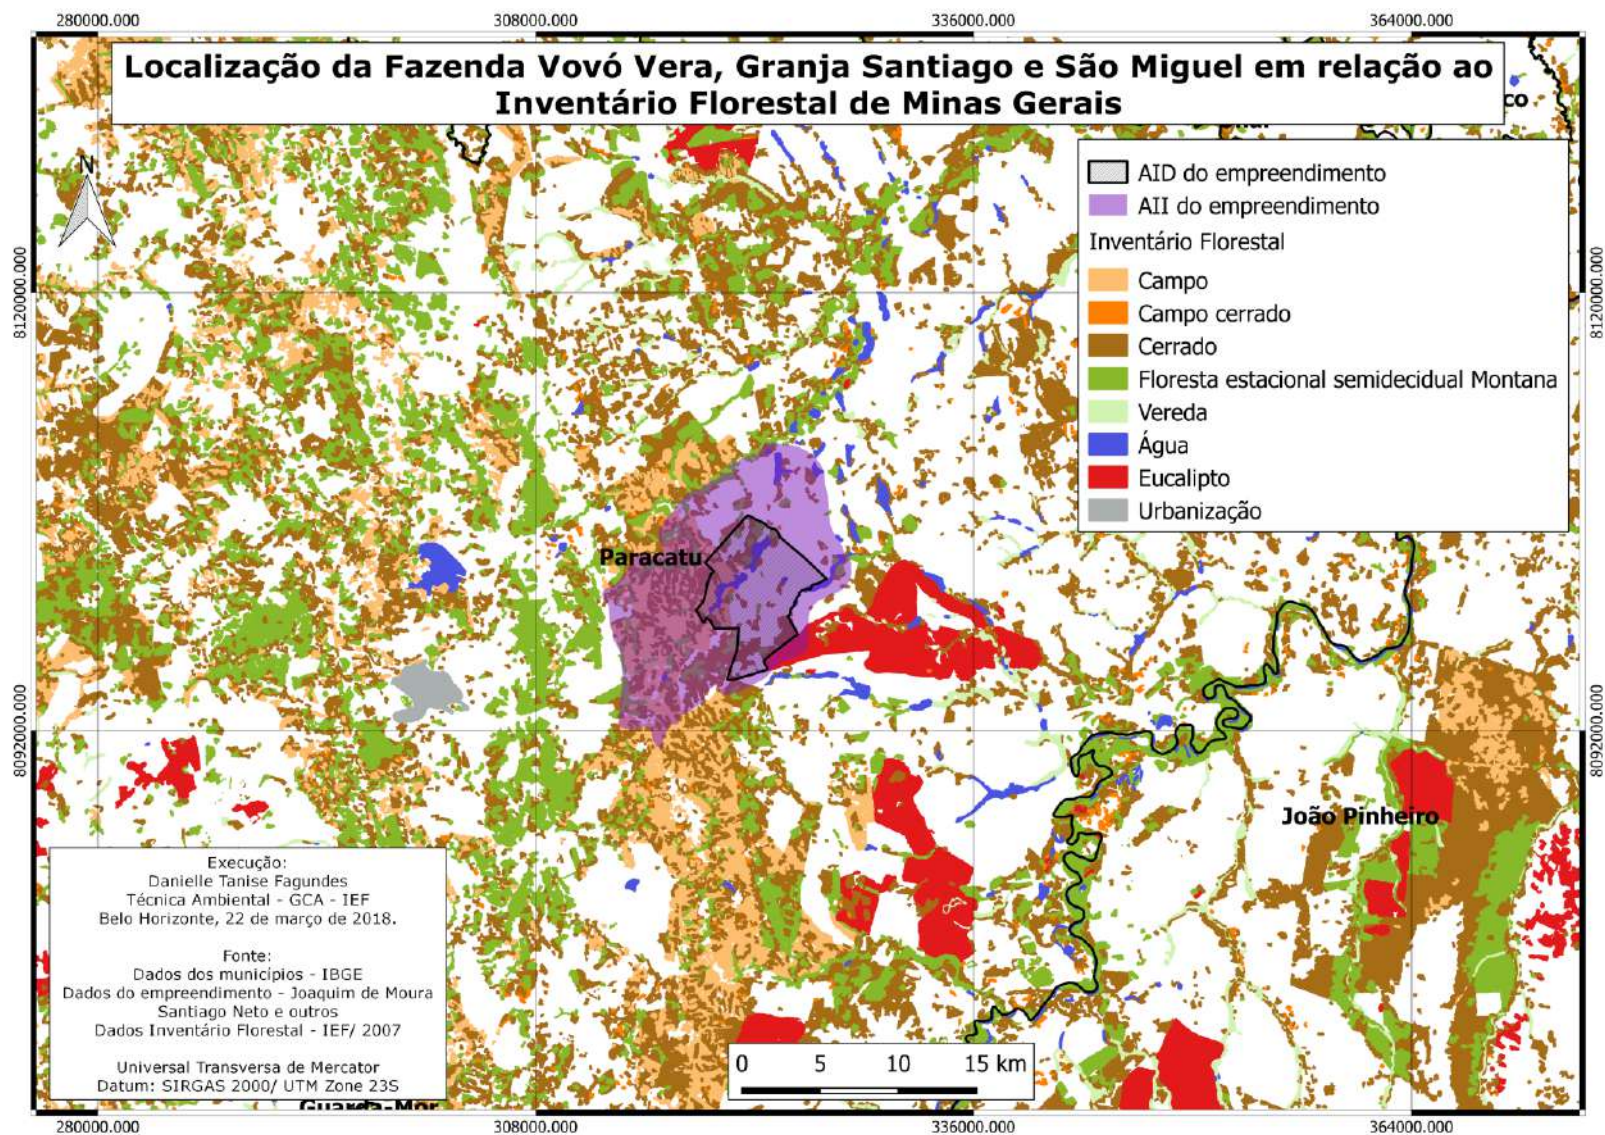 280000.000
308000.000
336000.000
364000.000
Localização da Fazenda Vovó Vera, Granja Santiago e São Miguel em relação ao
Inventário Florestal de Minas Gerais
N
8120000.000
8120000.000
AID do empreendimento
AII do empreendimento
Inventário Florestal
Campo
Campo cerrado
Cerrado
Floresta estacional semidecidual Montana
Vereda
Água
Eucalipto
Urbanização
Paracatu
8092000.000
8092000.000
João Pinheiro
Execução:
Danielle Tanise Fagundes
Técnica Ambiental - GCA - IEF
Belo Horizonte, 22 de março de 2018.
Fonte:
Dados dos municípios - IBGE
Dados do empreendimento - Joaquim de Moura
Santiago Neto e outros
Dados Inventário Florestal - IEF/ 2007
Universal Transversa de Mercator
Datum: SIRGAS 2000/ UTM Zone 23S
0 5 10 15 km
Guarda-Mor
280000.000
308000.000
336000.000
364000.000